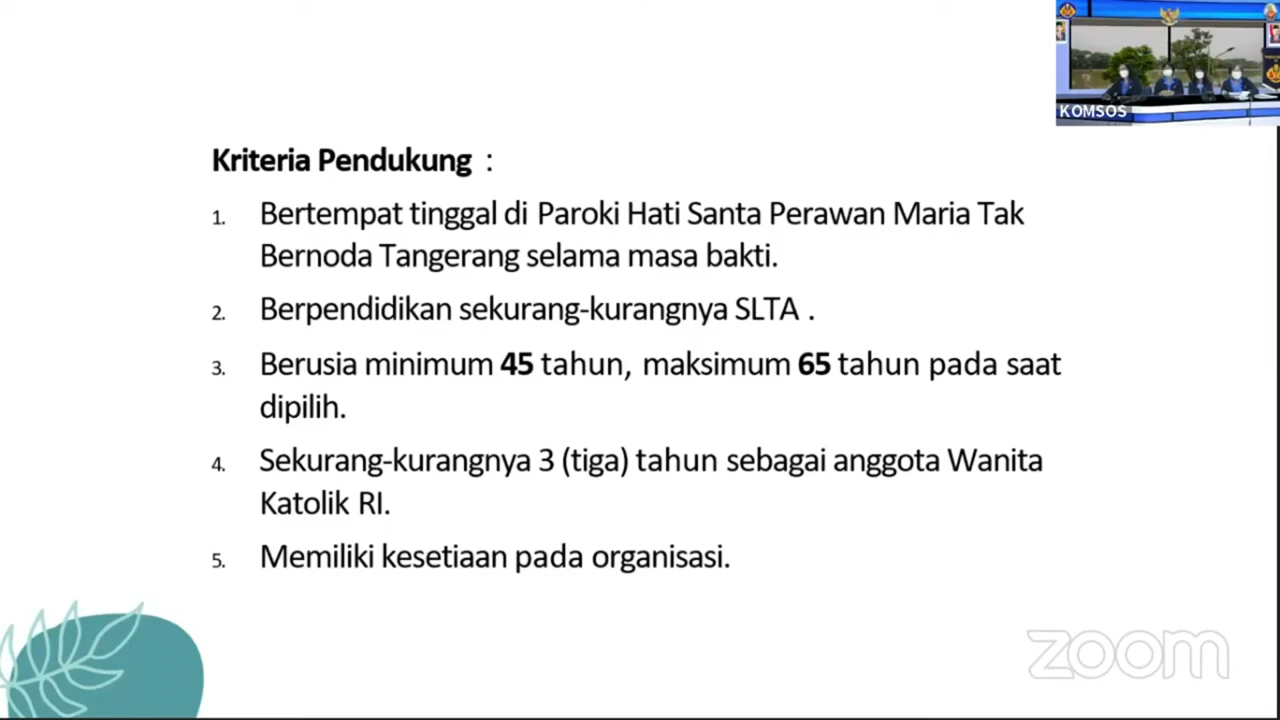 KOMSOS
Kriteria Pendukung :
1. Bertempat tinggal di Paroki Hati Santa Perawan Maria Tak
Bernoda Tangerang selama masa bakti.
2. Berpendidikan sekurang-kurangnya SLTA .
3. Berusia minimum 45 tahun, maksimum 65 tahun pada saat
dipilih.
4. Sekurang-kurangnya 3 (tiga) tahun sebagai anggota Wanita
Katolik RI.
5. Memiliki kesetiaan pada organisasi.
zoom